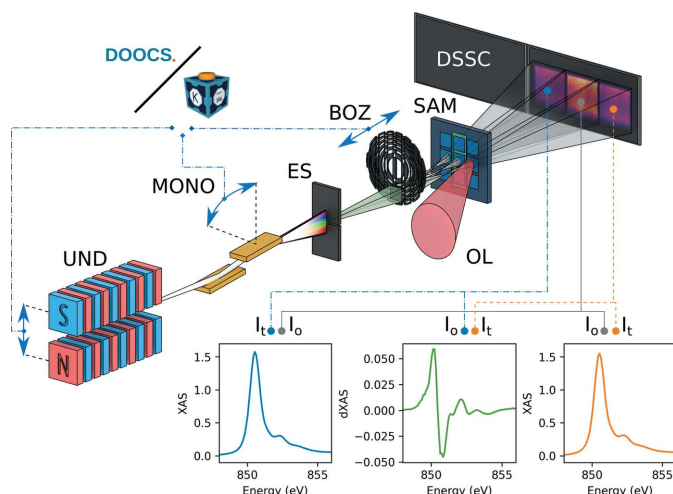 DOOCS.
K
DSSC
BOZ
SAM
MONO
ES
UND
OL
S
N
It Io
Io It
Io It
XAS
1.5
1.0
0.5
0.0
850 855
Energy (eV)
dXAS
0.050
0.025
0.000
−0.025
−0.050
850 855
Energy (eV)
XAS
1.5
1.0
0.5
0.0
850 855
Energy (eV)